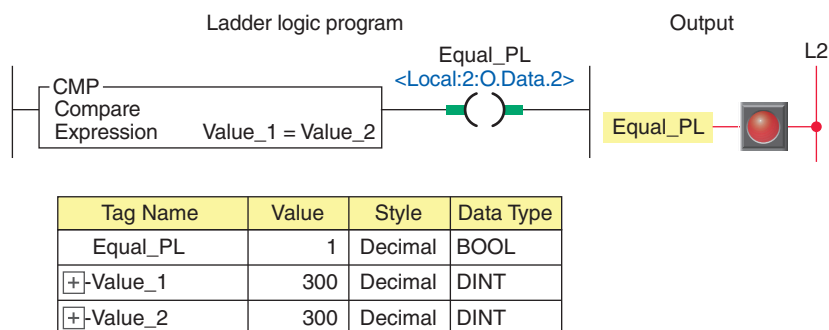 Ladder logic program
Output
L2
Equal_PL
<Local:2:O.Data.2>
CMP
Compare
Expression Value_1 = Value_2
Equal_PL
Tag Name Value Style Data Type
Equal_PL 1 Decimal BOOL
+-Value_1 300 Decimal DINT
+-Value_2 300 Decimal DINT